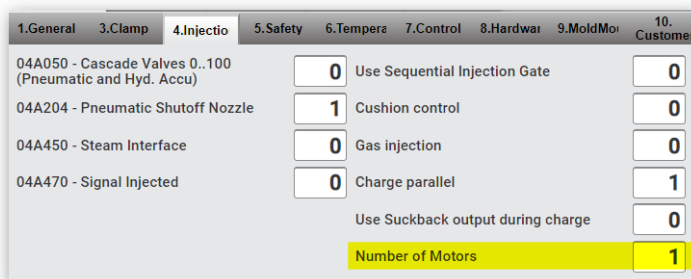 1.General 3.Clamp 4.Injectio 5.Safety 6.Tempera 7.Control 8.Hardwar 9.MoldMo 10. Customer
04A050 - Cascade Valves 0..100 (Pneumatic and Hyd. Accu) 0 Use Sequential Injection Gate 0
04A204 - Pneumatic Shutoff Nozzle 1 Cushion control 0
04A450 - Steam Interface 0 Gas injection 0
04A470 - Signal Injected 0 Charge parallel 1
Use Suckback output during charge 0
Number of Motors 1